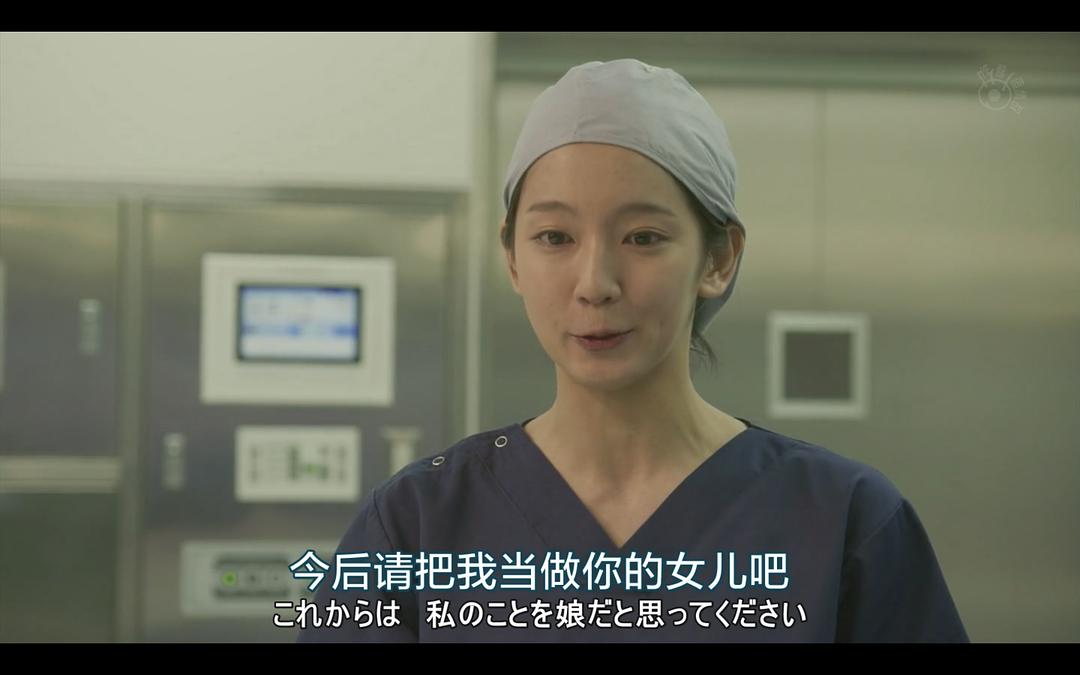 今后请把我当做你的女儿吧
これからは 私のことを娘だと思ってください